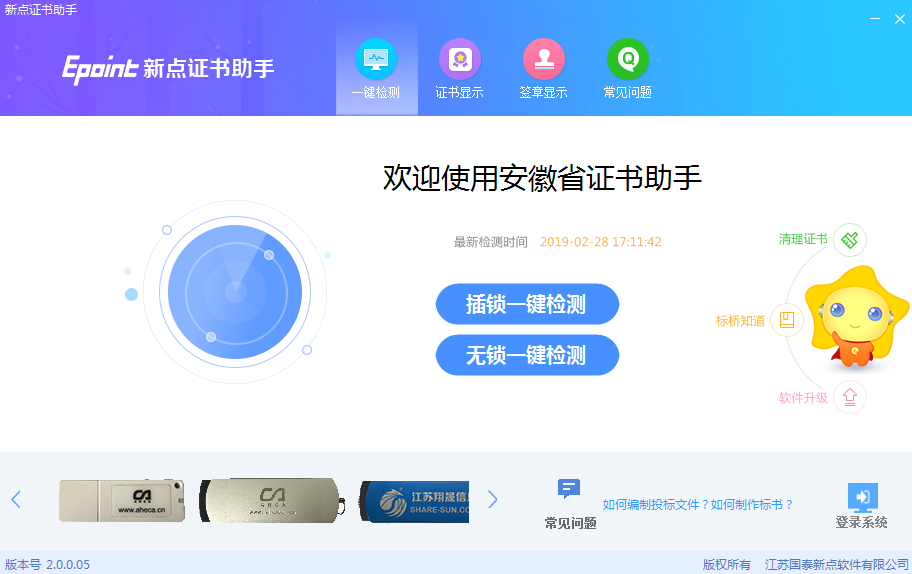 新点证书助手
Epoint 新点证书助手
一键检测
证书显示
签章显示
常见问题
欢迎使用安徽省证书助手
最新检测时间 2019-02-28 17:11:42
插锁一键检测
无锁一键检测
清理证书
标桥知道
软件升级
CA
AHECA
www.aheca.cn
CA
AHECA
www.aheca.cn
江苏翔晟信息
SHARE-SUN.CO
常见问题
如何编制投标文件？如何制作标书？
登录系统
版本号 2.0.0.05
版权所有 江苏国泰新点软件有限公司